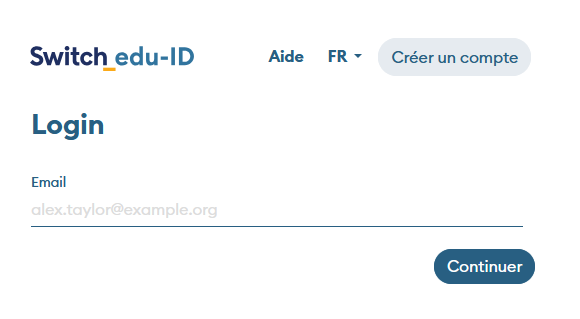 Switch edu-ID Aide FR Créer un compte
Login
Email
alex.taylor@example.org
Continuer